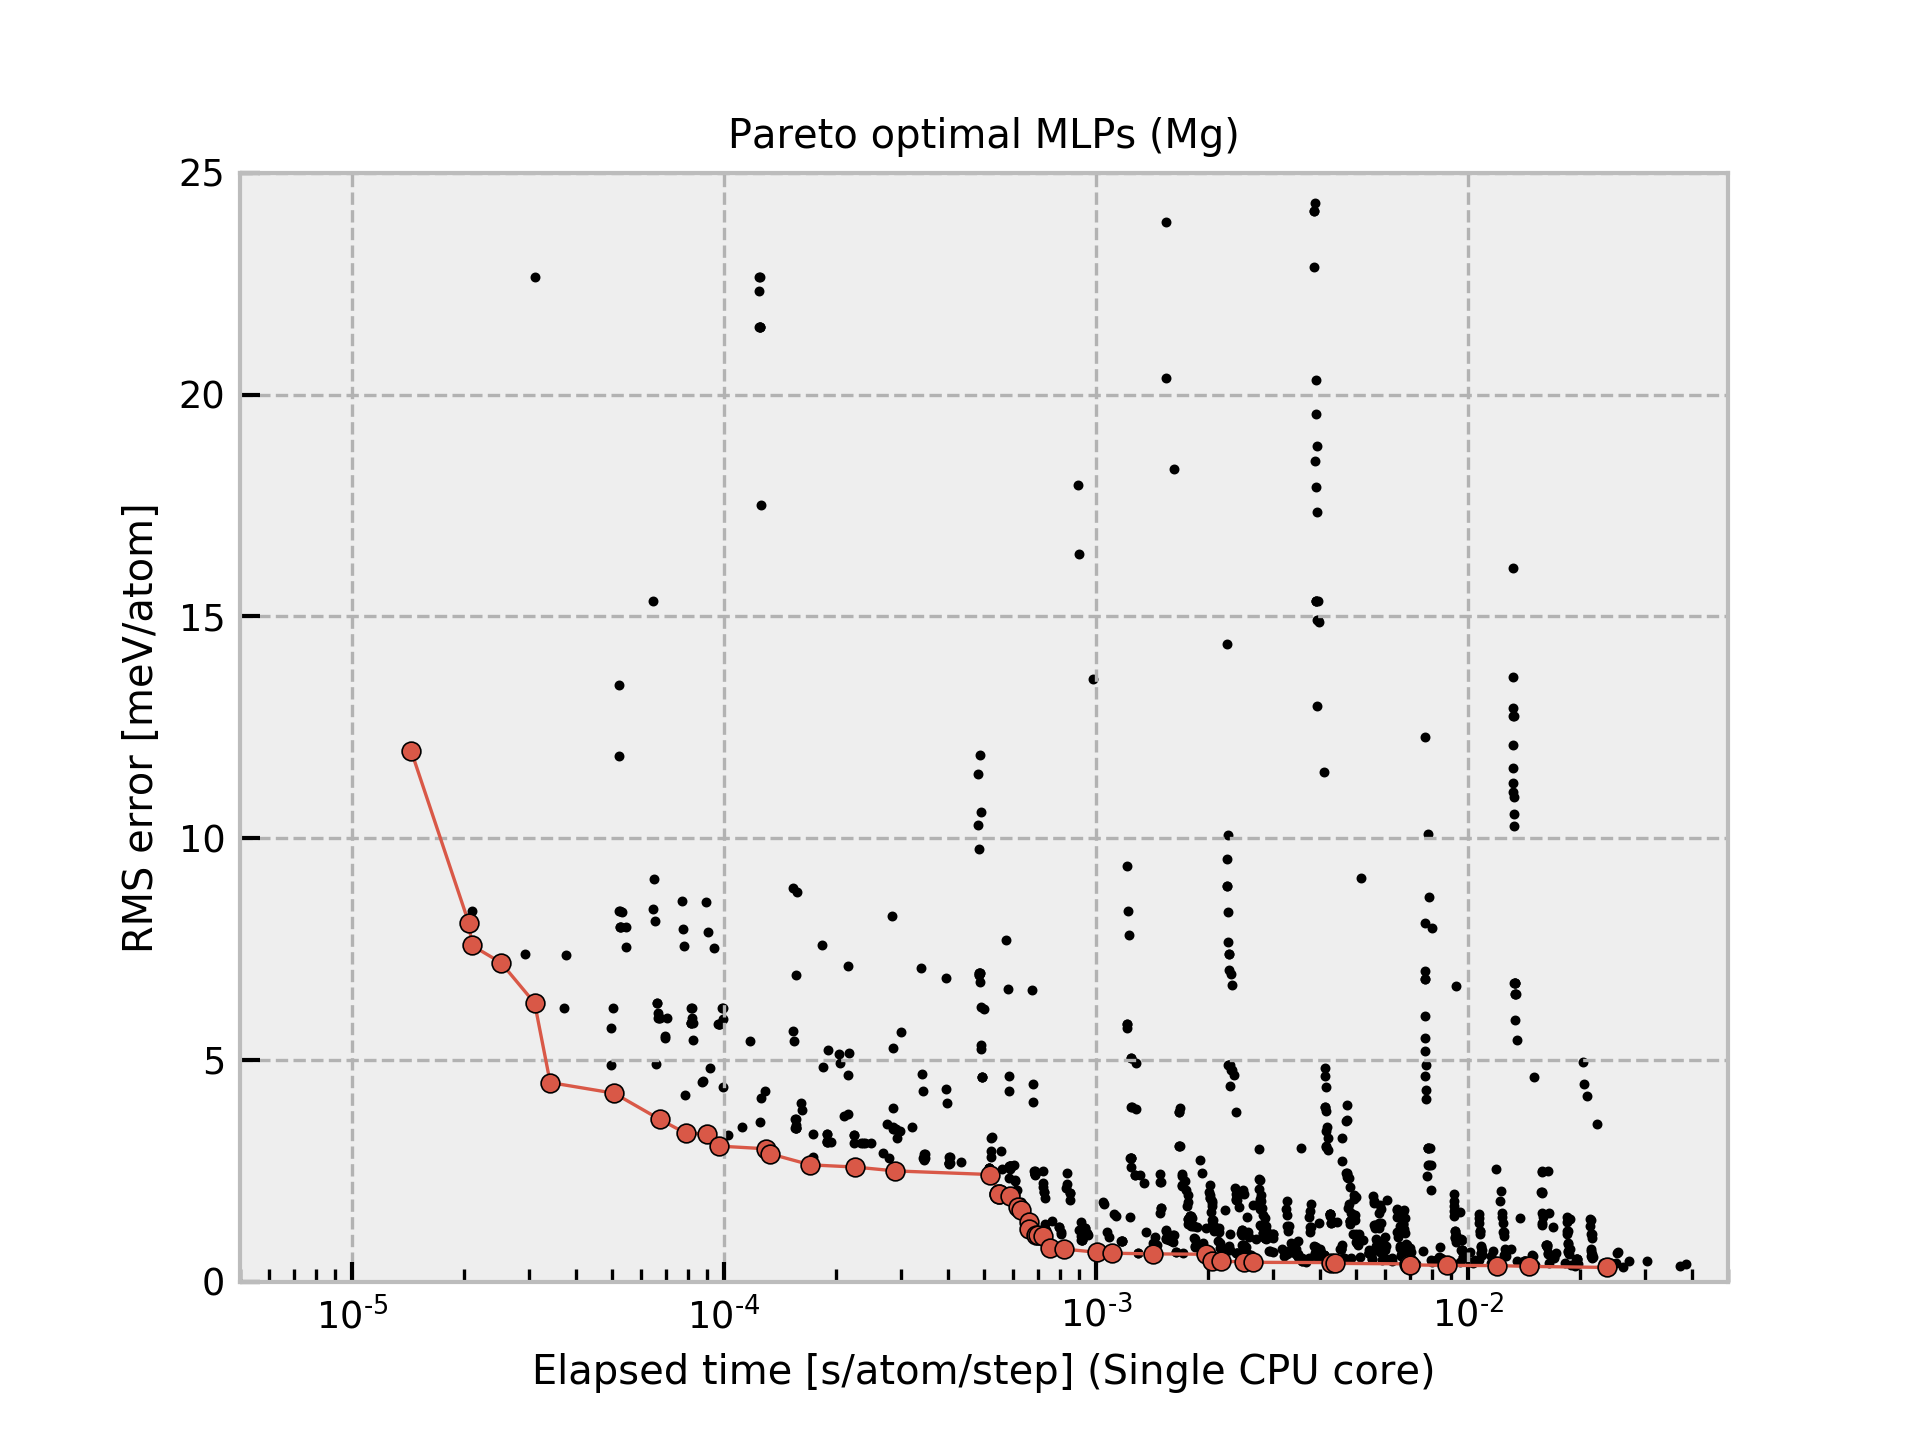 Pareto optimal MLPs (Mg)
25
20
15
10
5
0
RMS error [meV/atom]
10-5 10-4 10-3 10-2
Elapsed time [s/atom/step] (Single CPU core)